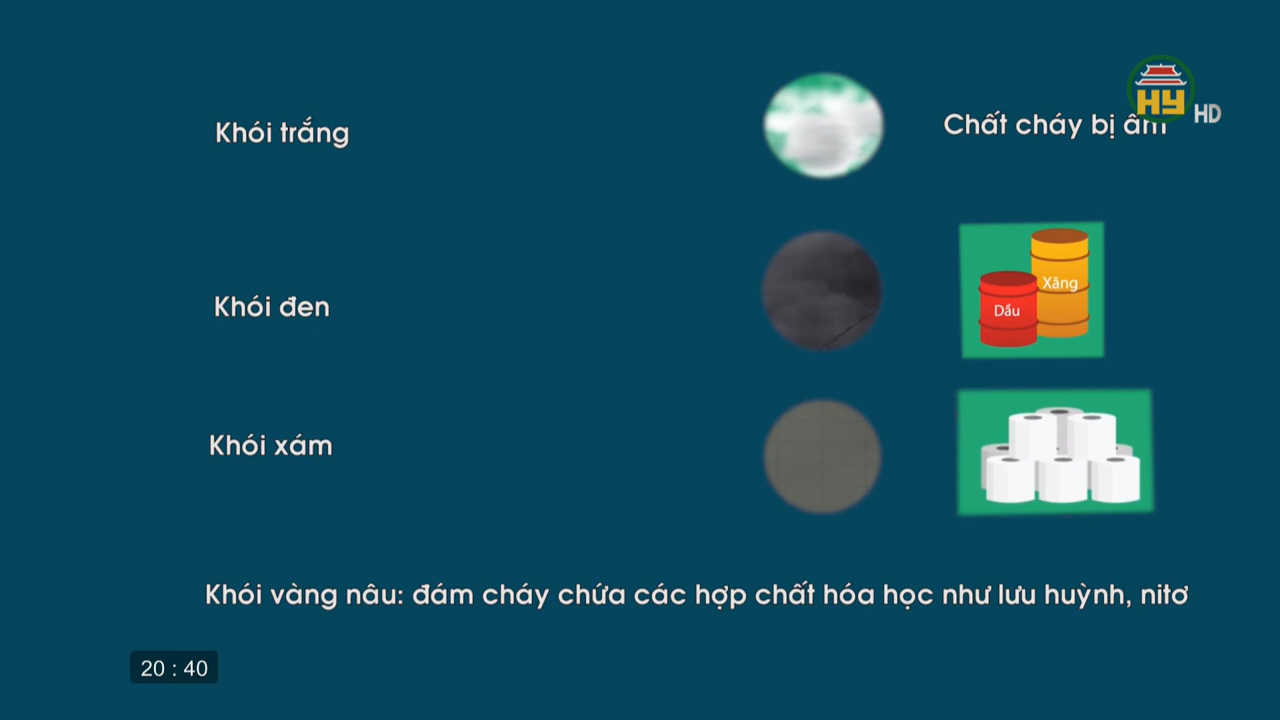 HY HD
Khói trắng
Chất cháy bị ẩm
Khói đen
Xăng
Dầu
Khói xám
Khói vàng nâu: đám cháy chứa các hợp chất hóa học như lưu huỳnh, nitơ
20 : 40